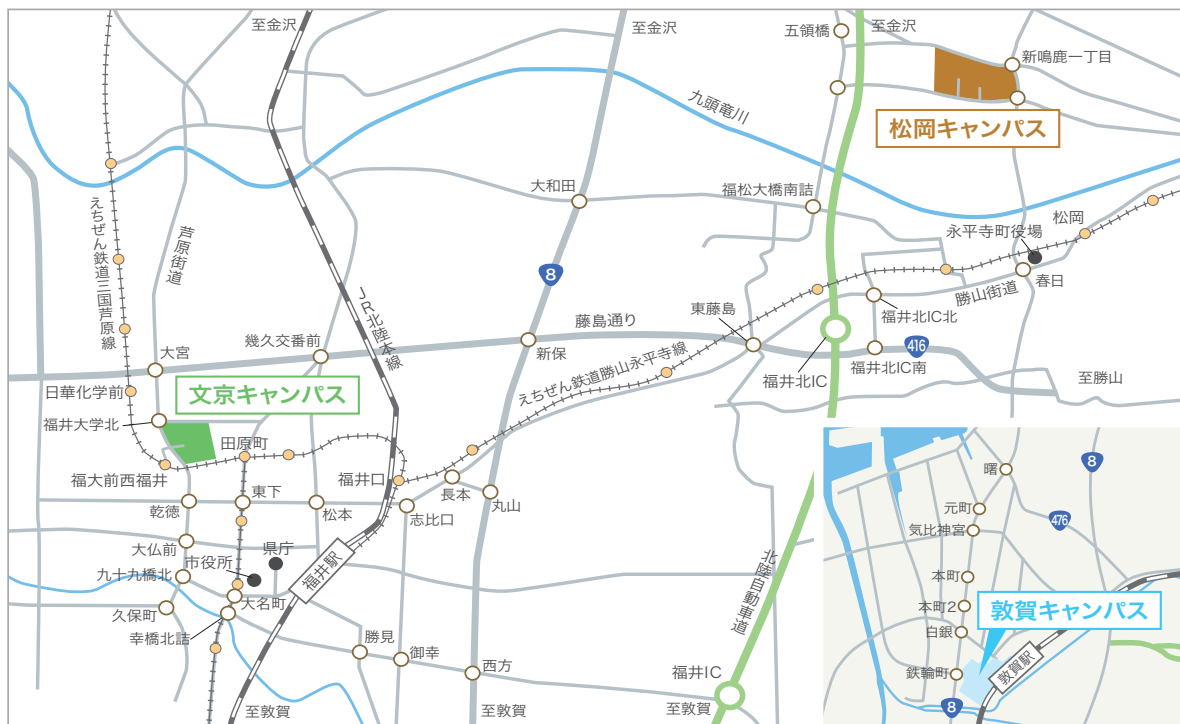 至金沢
至金沢
五領橋
至金沢
新鳴鹿一丁目
九頭竜川
松岡キャンパス
大和田
福松大橋南詰
松岡
永平寺町役場
えちぜん鉄道三国芦原線
芦原街道
8
JR北陸本線
勝山街道
春日
東藤島
福井北IC北
幾久交番前
藤島通り
新保
416
大宮
福井北IC
福井北IC南
日華化学前
文京キャンパス
えちぜん鉄道勝山永平寺線
至勝山
福井大学北
田原町
福大前西福井
福井口
東下
長本
乾徳
松本
志比口
丸山
大仏前
県庁
市役所
福井駅
九十九橋北
北陸自動車道
大名町
久保町
幸橋北詰
勝見
御幸
西方
福井IC
至敦賀
至敦賀
至敦賀
8
曙
元町
476
気比神宮
本町
本町2
敦賀キャンパス
白銀
敦賀駅
鉄輪町
8